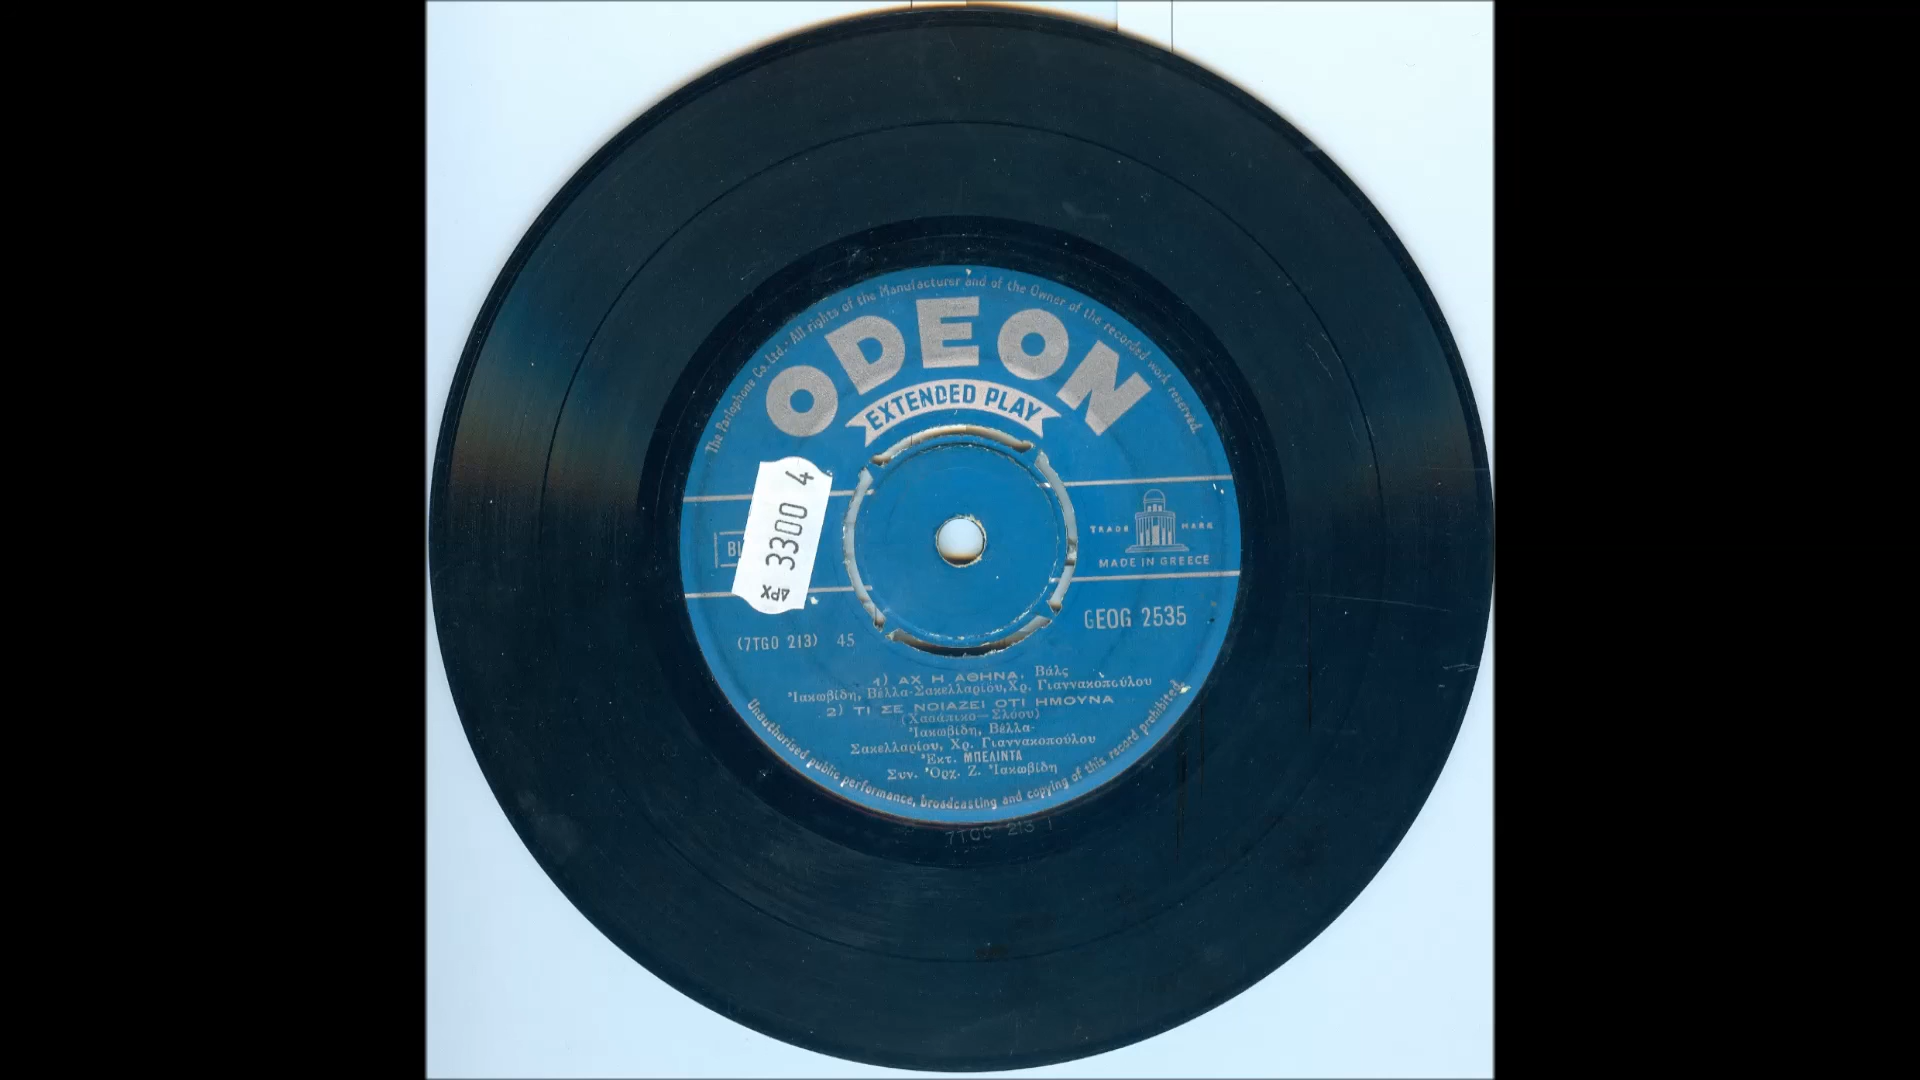 The Parlophone Co. Ltd. · All rights of the Manufacturer and of the Owner of the recorded work reserved.
ODEON
EXTENDED PLAY
ΔΡΧ 3300 4
TRADE MARK
MADE IN GREECE
GEOG 2535
(7TGO 213) 45
1) ΑΧ Η ΑΘΗΝΑ. Βάλς
Ἰακωβίδη, Βέλλα-Σακελλαρίου, Χρ. Γιαννακοπούλου
2) ΤΙ ΣΕ ΝΟΙΑΖΕΙ ΟΤΙ ΗΜΟΥΝΑ
(Χασάπικο—Σλόου)
Ἰακωβίδη, Βέλλα-
Σακελλαρίου, Χρ. Γιαννακοπούλου
Ἐκτ. ΜΠΕΛΙΝΤΑ
Συν. Ὀρχ. Ζ. Ἰακωβίδη
Unauthorised public performance, broadcasting and copying of this record prohibited.